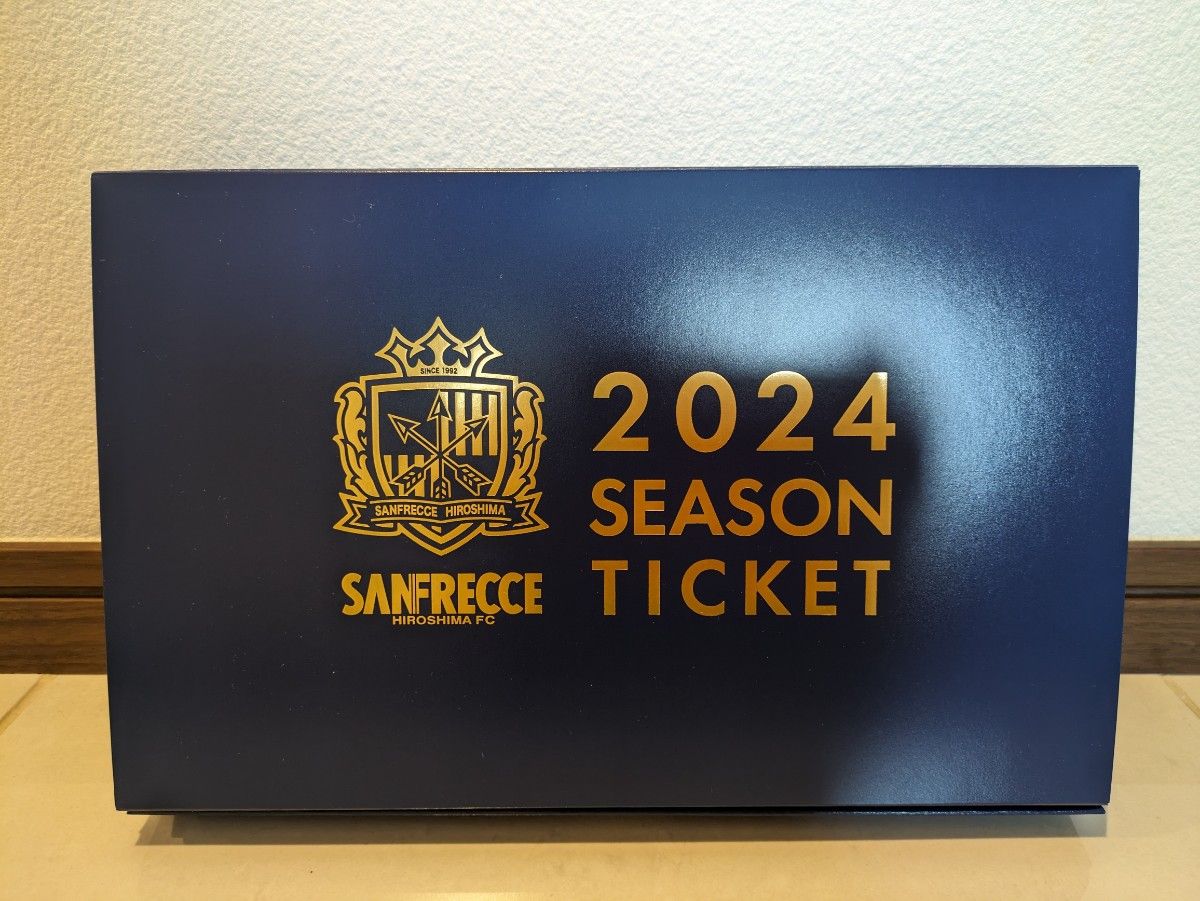 SINCE 1992
SANFRECCE HIROSHIMA
SANFRECCE
HIROSHIMA FC
2024
SEASON
TICKET